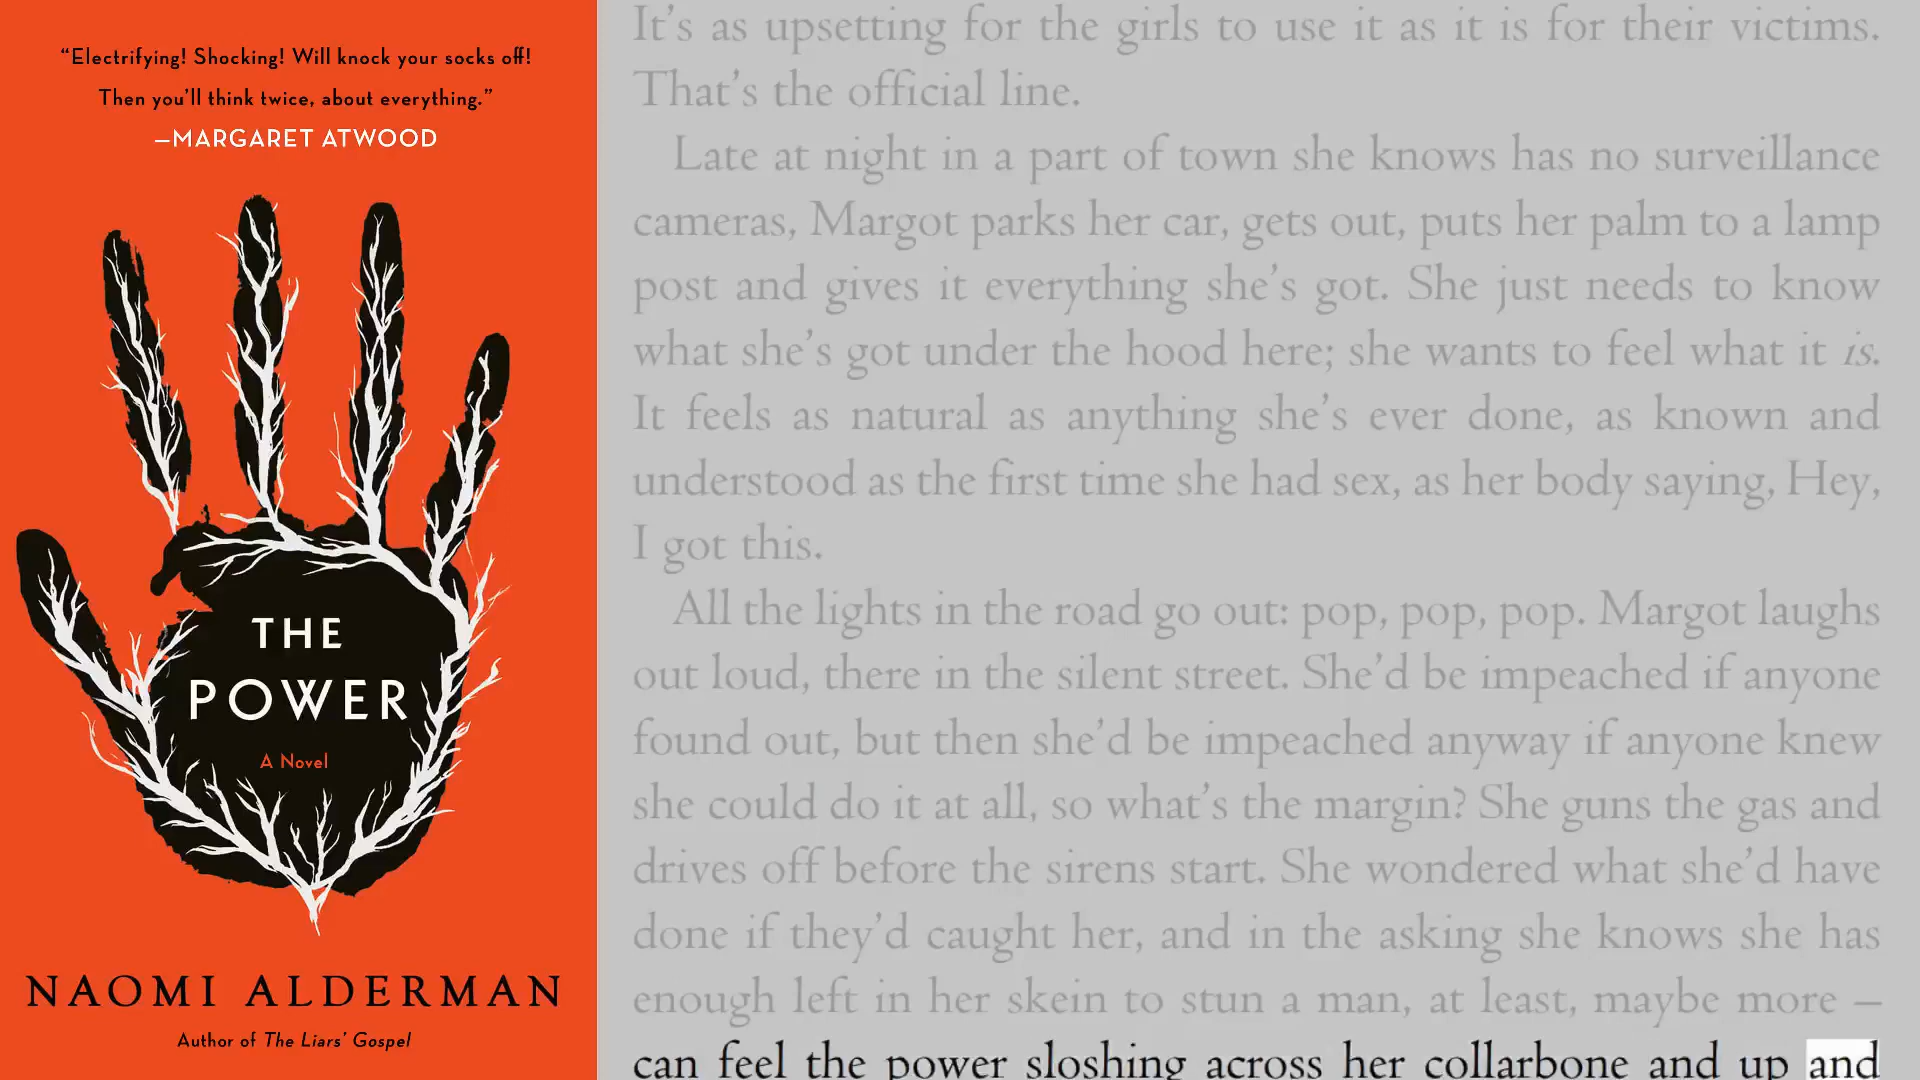 “Electrifying! Shocking! Will knock your socks off!
Then you’ll think twice, about everything.”
—MARGARET ATWOOD
THE
POWER
A Novel
NAOMI ALDERMAN
Author of The Liars’ Gospel
It’s as upsetting for the girls to use it as it is for their victims.
That’s the official line.
Late at night in a part of town she knows has no surveillance
cameras, Margot parks her car, gets out, puts her palm to a lamp
post and gives it everything she’s got. She just needs to know
what she’s got under the hood here; she wants to feel what it is.
It feels as natural as anything she’s ever done, as known and
understood as the first time she had sex, as her body saying, Hey,
I got this.
All the lights in the road go out: pop, pop, pop. Margot laughs
out loud, there in the silent street. She’d be impeached if anyone
found out, but then she’d be impeached anyway if anyone knew
she could do it at all, so what’s the margin? She guns the gas and
drives off before the sirens start. She wondered what she’d have
done if they’d caught her, and in the asking she knows she has
enough left in her skein to stun a man, at least, maybe more –
can feel the power sloshing across her collarbone and up and